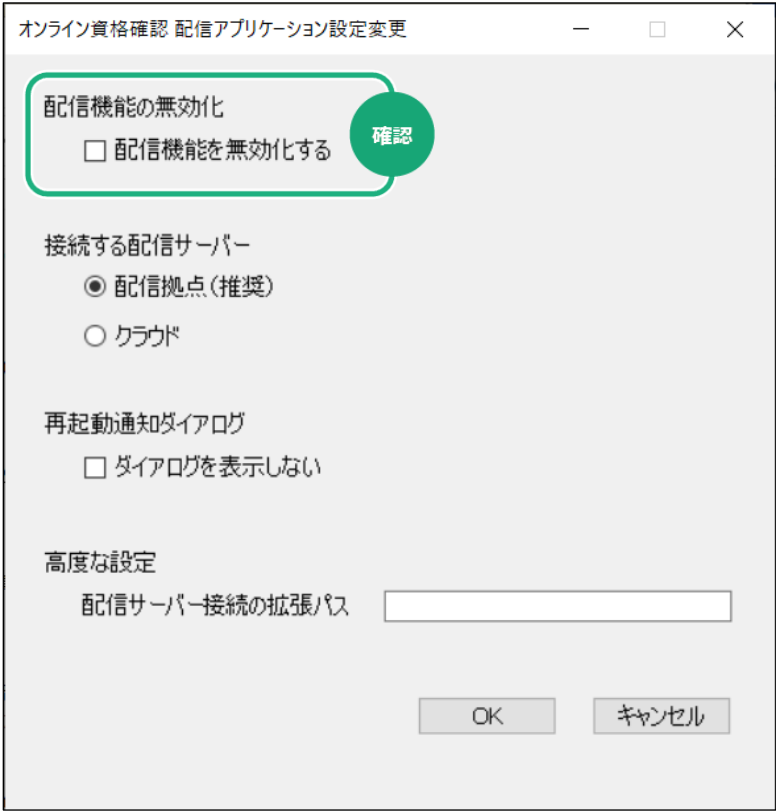 オンライン資格確認 配信アプリケーション設定変更
配信機能の無効化
配信機能を無効化する
確認
接続する配信サーバー
配信拠点(推奨)
クラウド
再起動通知ダイアログ
ダイアログを表示しない
高度な設定
配信サーバー接続の拡張パス
OK
キャンセル